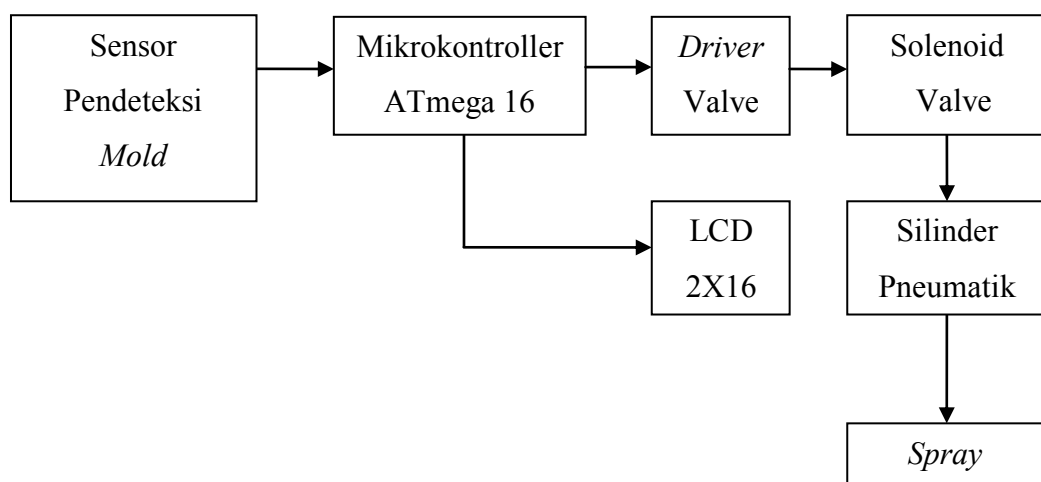 Sensor
Pendeteksi
Mold
Mikrokontroller
ATmega 16
Driver
Valve
Solenoid
Valve
LCD
2X16
Silinder
Pneumatik
Spray